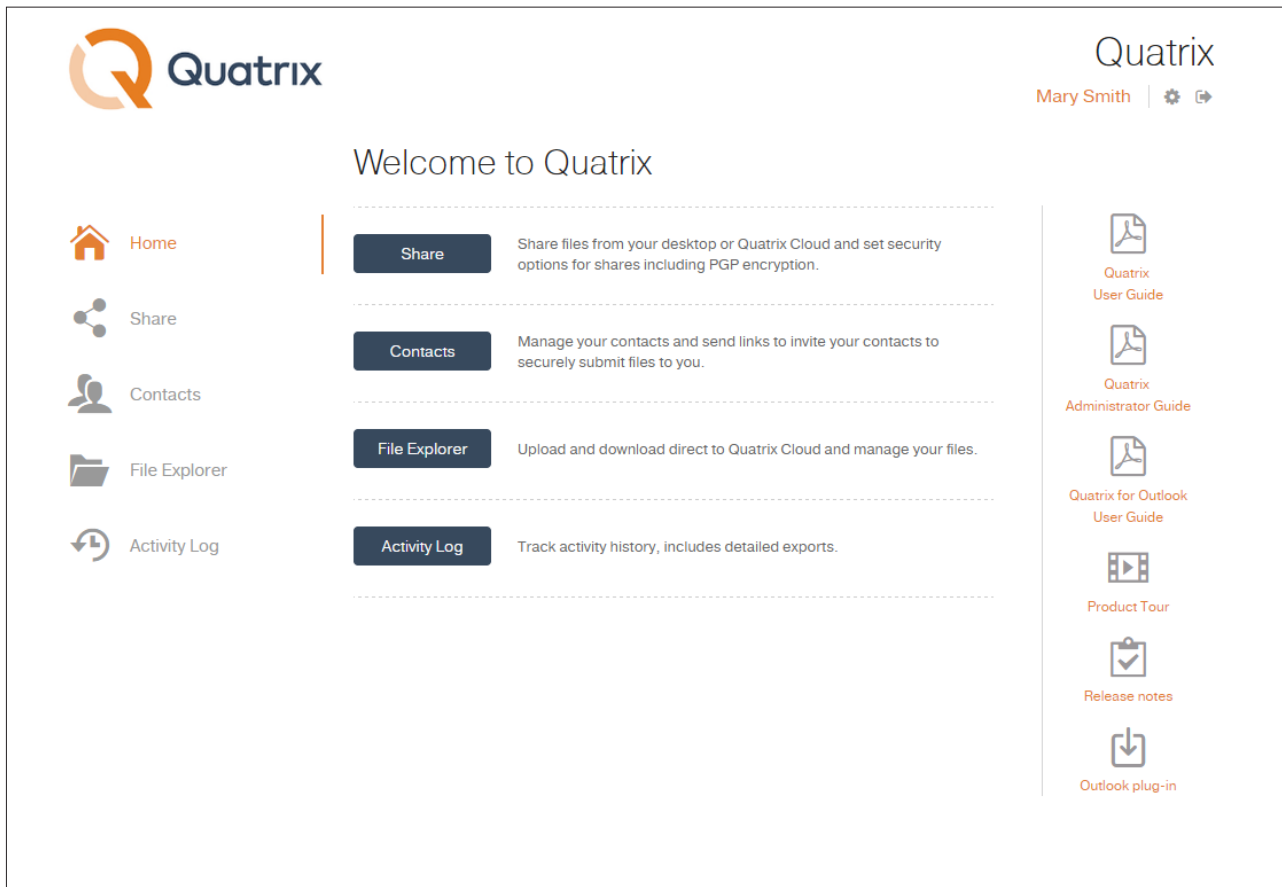 Quatrix
Quatrix
Mary Smith
Welcome to Quatrix
Home
Share
Contacts
File Explorer
Activity Log
Share
Share files from your desktop or Quatrix Cloud and set security
options for shares including PGP encryption.
Contacts
Manage your contacts and send links to invite your contacts to
securely submit files to you.
File Explorer
Upload and download direct to Quatrix Cloud and manage your files.
Activity Log
Track activity history, includes detailed exports.
Quatrix
User Guide
Quatrix
Administrator Guide
Quatrix for Outlook
User Guide
Product Tour
Release notes
Outlook plug-in